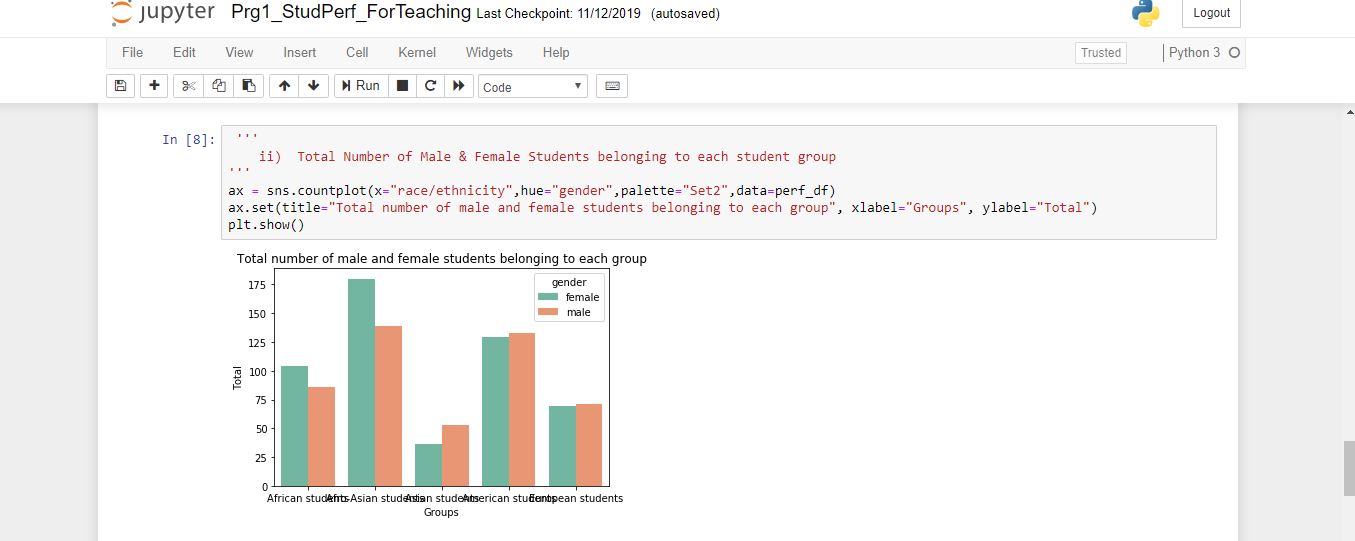 jupyter Prg1_StudPerf_ForTeaching Last Checkpoint: 11/12/2019 (autosaved) Logout
File Edit View Insert Cell Kernel Widgets Help Trusted Python 3
Run Code
In [8]: '''
ii) Total Number of Male & Female Students belonging to each student group
'''
ax = sns.countplot(x="race/ethnicity",hue="gender",palette="Set2",data=perf_df)
ax.set(title="Total number of male and female students belonging to each group", xlabel="Groups", ylabel="Total")
plt.show()
Total number of male and female students belonging to each group
gender
female
male
175
150
125
100
75
50
25
0
Total
African students Afro-Asian students Asian students American students European students
Groups